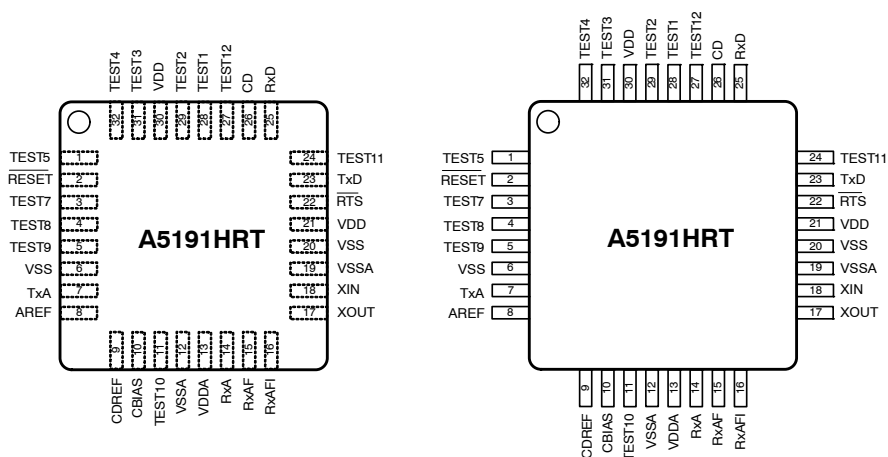 TEST4
TEST3
VDD
TEST2
TEST1
TEST12
CD
RxD
32
31
30
29
28
27
26
25
TEST5 1
RESET 2
TEST7 3
TEST8 4
TEST9 5
VSS 6
TxA 7
AREF 8
A5191HRT
24 TEST11
23 TxD
22 RTS
21 VDD
20 VSS
19 VSSA
18 XIN
17 XOUT
9
10
11
12
13
14
15
16
CDREF
CBIAS
TEST10
VSSA
VDDA
RxA
RxAF
RxAFI
TEST4
TEST3
VDD
TEST2
TEST1
TEST12
CD
RxD
32
31
30
29
28
27
26
25
TEST5 1
RESET 2
TEST7 3
TEST8 4
TEST9 5
VSS 6
TxA 7
AREF 8
A5191HRT
24 TEST11
23 TxD
22 RTS
21 VDD
20 VSS
19 VSSA
18 XIN
17 XOUT
9
10
11
12
13
14
15
16
CDREF
CBIAS
TEST10
VSSA
VDDA
RxA
RxAF
RxAFI